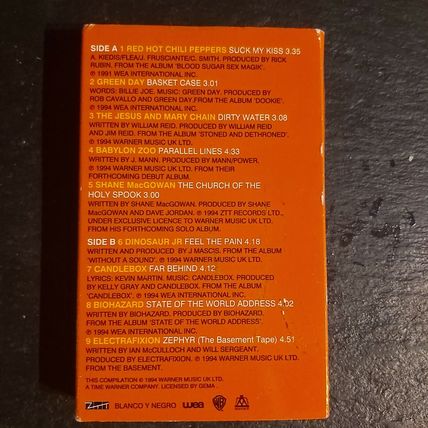 SIDE A 1 RED HOT CHILI PEPPERS SUCK MY KISS 3.35
A. KIEDIS/FLEA/J. FRUSCIANTE/C. SMITH. PRODUCED BY RICK
RUBIN. FROM THE ALBUM 'BLOOD SUGAR SEX MAGIK'.
℗ 1991 WEA INTERNATIONAL INC.
2 GREEN DAY BASKET CASE 3.01
WORDS: BILLIE JOE. MUSIC: GREEN DAY. PRODUCED BY
ROB CAVALLO AND GREEN DAY FROM THE ALBUM 'DOOKIE'.
℗ 1994 WEA INTERNATIONAL INC.
3 THE JESUS AND MARY CHAIN DIRTY WATER 3.08
WRITTEN BY WILLIAM REID. PRODUCED BY WILLIAM REID
AND JIM REID. FROM THE ALBUM 'STONED AND DETHRONED'.
℗ 1994 WARNER MUSIC UK LTD.
4 BABYLON ZOO PARALLEL LINES 4.33
WRITTEN BY J. MANN. PRODUCED BY MANN/POWER.
℗ 1994 WARNER MUSIC UK LTD. FROM THEIR
FORTHCOMING DEBUT ALBUM.
5 SHANE MacGOWAN THE CHURCH OF THE
HOLY SPOOK 3.00
WRITTEN BY SHANE MacGOWAN. PRODUCED BY SHANE
MacGOWAN AND DAVE JORDAN. ℗ 1994 ZTT RECORDS LTD.,
UNDER EXCLUSIVE LICENCE TO WARNER MUSIC UK LTD.
FROM HIS FORTHCOMING SOLO ALBUM.
SIDE B 6 DINOSAUR JR FEEL THE PAIN 4.18
WRITTEN AND PRODUCED BY J MASCIS. FROM THE ALBUM
'WITHOUT A SOUND'. ℗ 1994 WARNER MUSIC UK LTD.
7 CANDLEBOX FAR BEHIND 4.12
LYRICS: KEVIN MARTIN. MUSIC: CANDLEBOX. PRODUCED
BY KELLY GRAY AND CANDLEBOX. FROM THE ALBUM
'CANDLEBOX'. ℗ 1994 WEA INTERNATIONAL INC.
8 BIOHAZARD STATE OF THE WORLD ADDRESS 4.02
WRITTEN BY BIOHAZARD. PRODUCED BY BIOHAZARD.
FROM THE ALBUM 'STATE OF THE WORLD ADDRESS'.
℗ 1994 WEA INTERNATIONAL INC.
9 ELECTRAFIXION ZEPHYR (The Basement Tape) 4.51
WRITTEN BY IAN McCULLOCH AND WILL SERGEANT.
PRODUCED BY ELECTRAFIXION. ℗ 1994 WARNER MUSIC UK LTD.
FROM THE BASEMENT.
THIS COMPILATION ℗ 1994 WARNER MUSIC UK LTD.
A TIME WARNER COMPANY. LICENSED BY GEMA.
ZTT BLANCO Y NEGRO wea WB